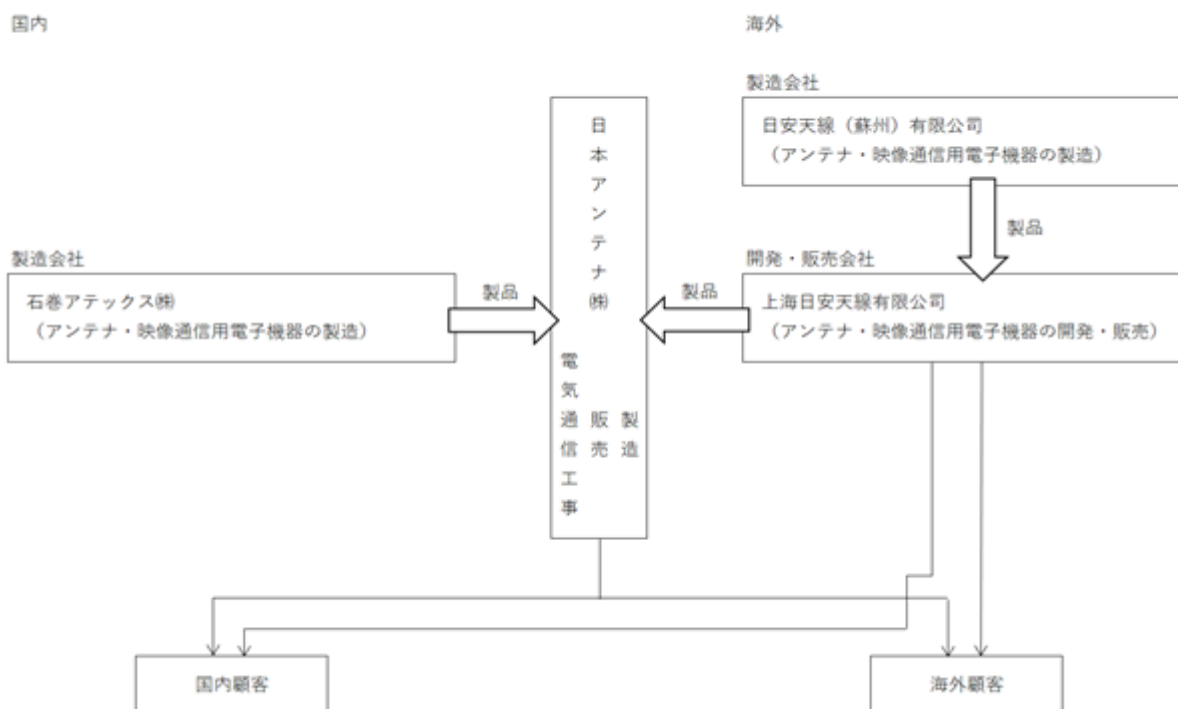 国内
海外
製造会社
日安天線（蘇州）有限公司
（アンテナ・映像通信用電子機器の製造）
製品
日本アンテナ㈱
製造
販売
電気通信工事
製造会社
石巻アテックス㈱
（アンテナ・映像通信用電子機器の製造）
製品
製品
開発・販売会社
上海日安天線有限公司
（アンテナ・映像通信用電子機器の開発・販売）
国内顧客
海外顧客